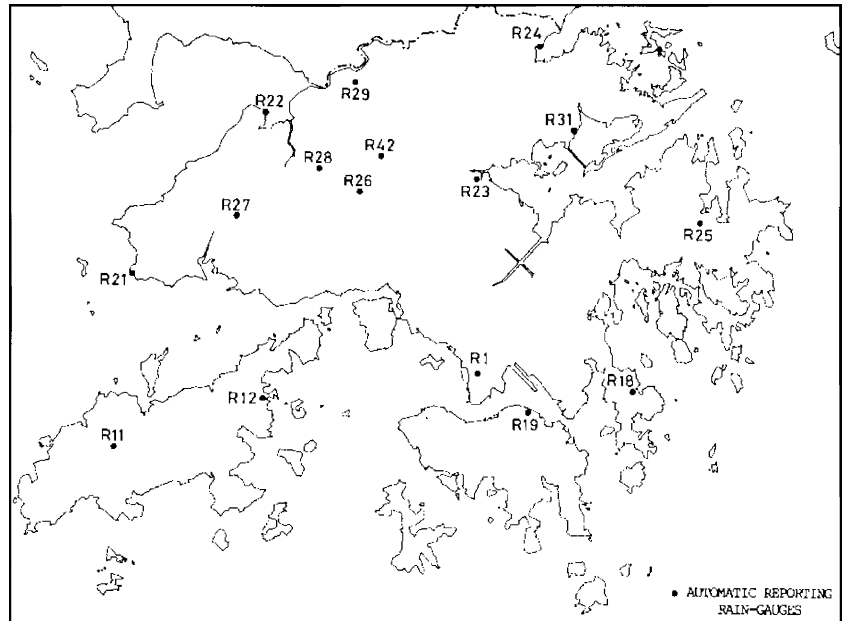 R24
R29
R22
R31
R42
R28
R26
R23
R27
R25
R21
R1
R18
R12
R19
R11
AUTOMATIC REPORTING
RAIN-GAUGES